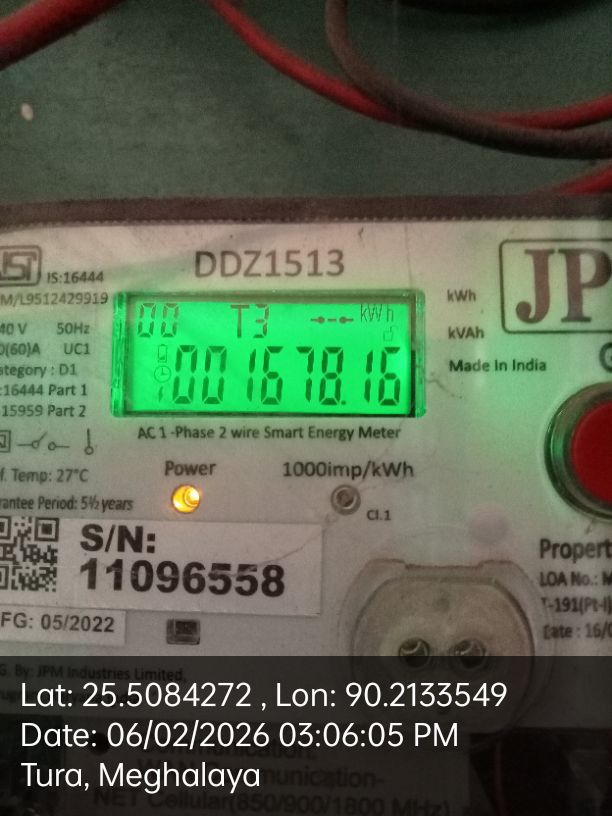 DDZ1513
IS:16444
M/L9512429919
JP
kWh
40 V 50Hz
0(60)A UC1
ategory : D1
:16444 Part 1
15959 Part 2
00 T3 kWh
001678.16
kVAh
Made In India
AC 1 -Phase 2 wire Smart Energy Meter
f. Temp: 27°C
Power
1000imp/kWh
rantee Period: 5½ years
Cl.1
S/N:
11096558
FG: 05/2022
Propert
LOA No.: M
T-191(Pt-I)
Date : 16/0
G. By: JPM Industries Limited,
Lat: 25.5084272 , Lon: 90.2133549
Date: 06/02/2026 03:06:05 PM
Tura, Meghalaya
NET Cellular(850/900/1800 MHz)